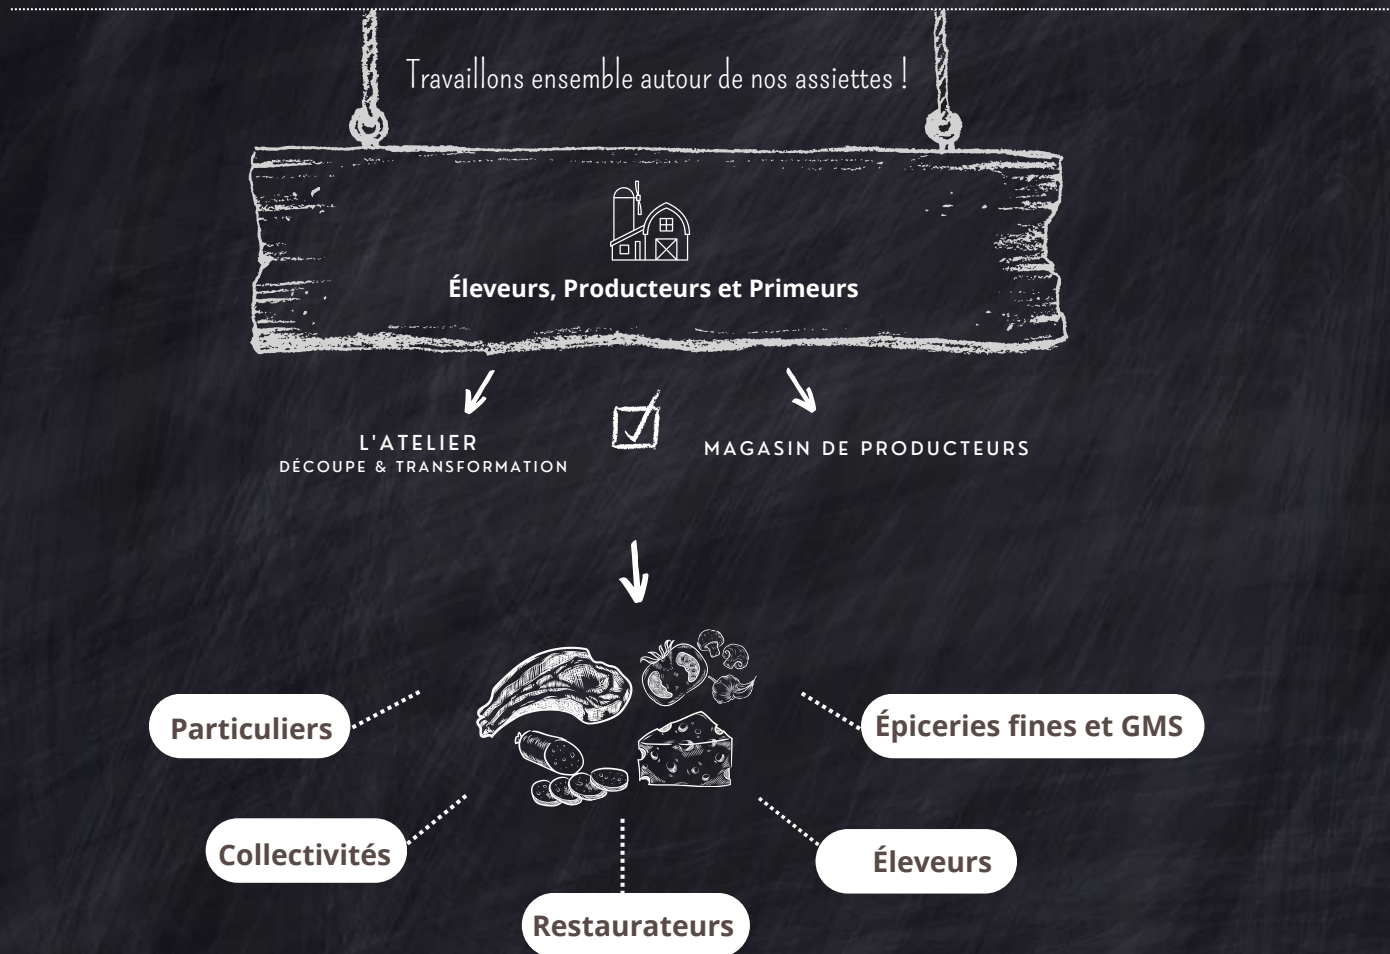 Travaillons ensemble autour de nos assiettes !
Éleveurs, Producteurs et Primeurs
L'ATELIER
DÉCOUPE & TRANSFORMATION
MAGASIN DE PRODUCTEURS
Particuliers
Épiceries fines et GMS
Collectivités
Éleveurs
Restaurateurs